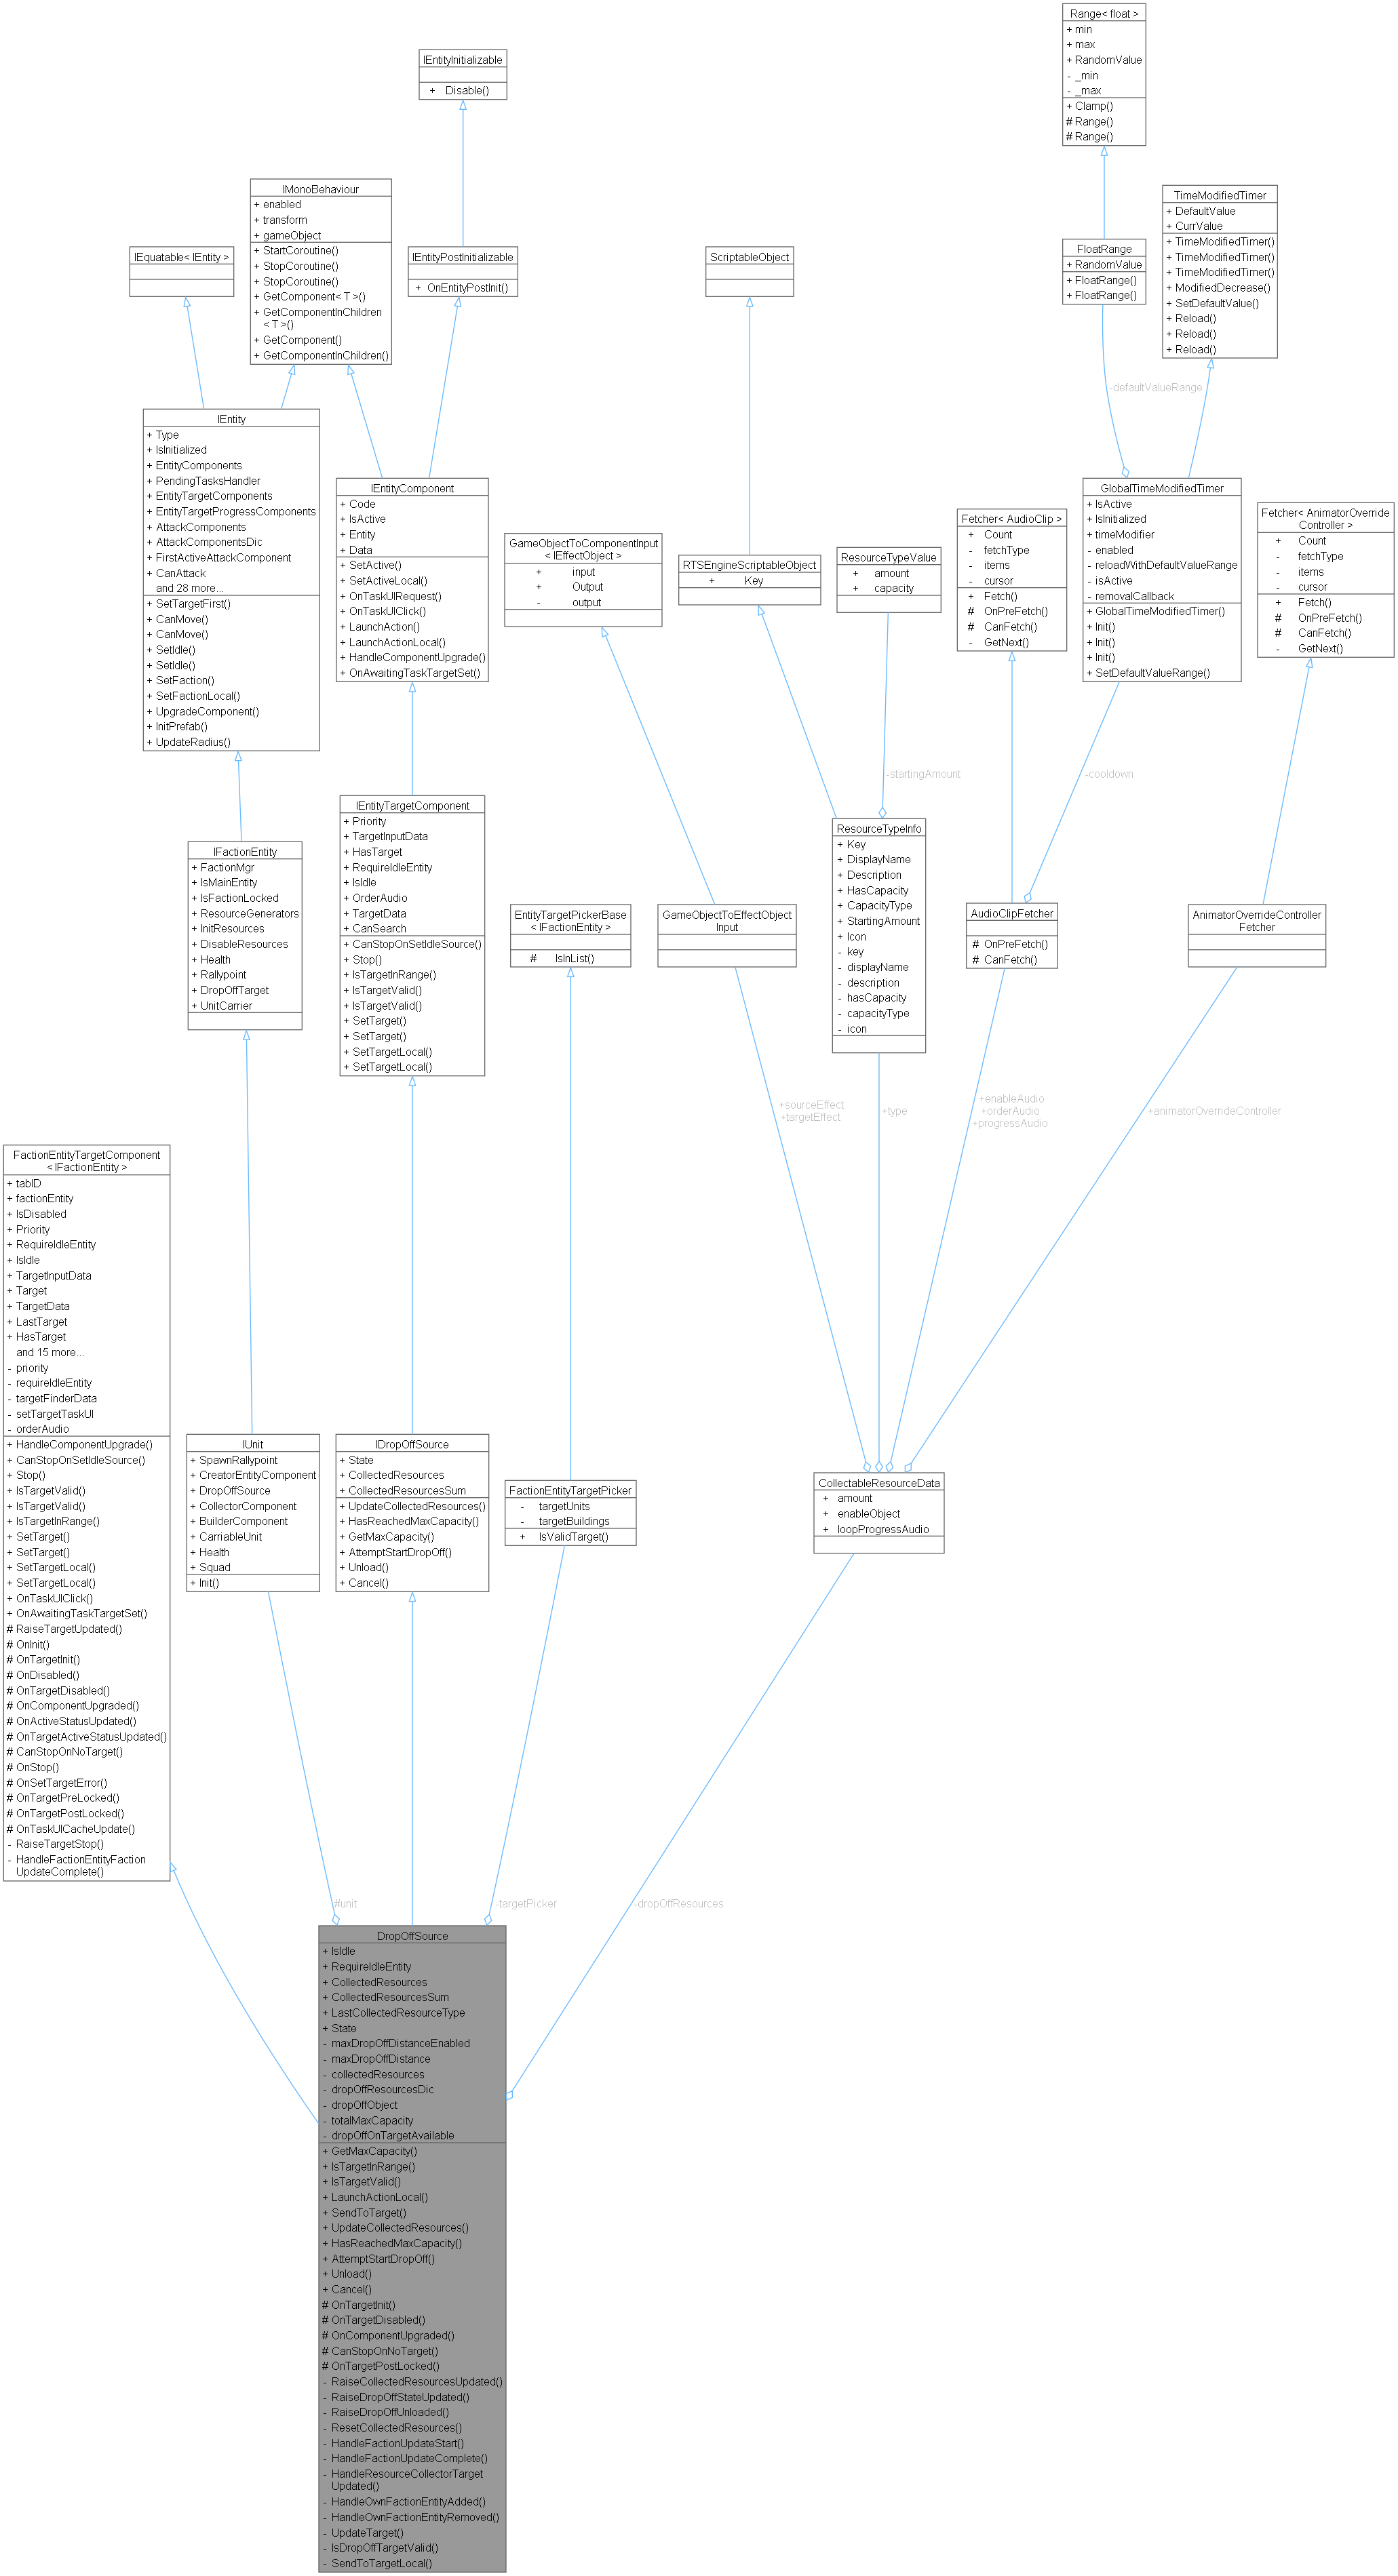 Range< float >
+ min
+ max
+ RandomValue
- _min
- _max
+ Clamp()
# Range()
# Range()
IEntityInitializable
+ Disable()
IMonoBehaviour
+ enabled
+ transform
+ gameObject
+ StartCoroutine()
+ StopCoroutine()
+ StopCoroutine()
+ GetComponent< T >()
+ GetComponentInChildren
< T >()
+ GetComponent()
+ GetComponentInChildren()
TimeModifiedTimer
+ DefaultValue
+ CurrValue
+ TimeModifiedTimer()
+ TimeModifiedTimer()
+ TimeModifiedTimer()
+ ModifiedDecrease()
+ SetDefaultValue()
+ Reload()
+ Reload()
+ Reload()
IEquatable< IEntity >
IEntityPostInitializable
+ OnEntityPostInit()
ScriptableObject
FloatRange
+ RandomValue
+ FloatRange()
+ FloatRange()
-defaultValueRange
IEntity
+ Type
+ IsInitialized
+ EntityComponents
+ PendingTasksHandler
+ EntityTargetComponents
+ EntityTargetProgressComponents
+ AttackComponents
+ AttackComponentsDic
+ FirstActiveAttackComponent
+ CanAttack
and 28 more...
+ SetTargetFirst()
+ CanMove()
+ CanMove()
+ SetIdle()
+ SetIdle()
+ SetFaction()
+ SetFactionLocal()
+ UpgradeComponent()
+ InitPrefab()
+ UpdateRadius()
IEntityComponent
+ Code
+ IsActive
+ Entity
+ Data
+ SetActive()
+ SetActiveLocal()
+ OnTaskUIRequest()
+ OnTaskUIClick()
+ LaunchAction()
+ LaunchActionLocal()
+ HandleComponentUpgrade()
+ OnAwaitingTaskTargetSet()
GameObjectToComponentInput
< IEffectObject >
+ input
+ Output
- output
RTSEngineScriptableObject
+ Key
ResourceTypeValue
+ amount
+ capacity
Fetcher< AudioClip >
+ Count
- fetchType
- items
- cursor
+ Fetch()
# OnPreFetch()
# CanFetch()
- GetNext()
GlobalTimeModifiedTimer
+ IsActive
+ IsInitialized
+ timeModifier
- enabled
- reloadWithDefaultValueRange
- isActive
- removalCallback
+ GlobalTimeModifiedTimer()
+ Init()
+ Init()
+ Init()
+ SetDefaultValueRange()
Fetcher< AnimatorOverride
Controller >
+ Count
- fetchType
- items
- cursor
+ Fetch()
# OnPreFetch()
# CanFetch()
- GetNext()
-startingAmount
-cooldown
IFactionEntity
+ FactionMgr
+ IsMainEntity
+ IsFactionLocked
+ ResourceGenerators
+ InitResources
+ DisableResources
+ Health
+ Rallypoint
+ DropOffTarget
+ UnitCarrier
IEntityTargetComponent
+ Priority
+ TargetInputData
+ HasTarget
+ RequireIdleEntity
+ IsIdle
+ OrderAudio
+ TargetData
+ CanSearch
+ CanStopOnSetIdleSource()
+ Stop()
+ IsTargetInRange()
+ IsTargetValid()
+ IsTargetValid()
+ SetTarget()
+ SetTarget()
+ SetTargetLocal()
+ SetTargetLocal()
EntityTargetPickerBase
< IFactionEntity >
# IsInList()
GameObjectToEffectObject
Input
ResourceTypeInfo
+ Key
+ DisplayName
+ Description
+ HasCapacity
+ CapacityType
+ StartingAmount
+ Icon
- key
- displayName
- description
- hasCapacity
- capacityType
- icon
AudioClipFetcher
# OnPreFetch()
# CanFetch()
AnimatorOverrideController
Fetcher
+sourceEffect
+targetEffect
+type
+enableAudio
+orderAudio
+progressAudio
+animatorOverrideController
FactionEntityTargetComponent
< IFactionEntity >
+ tabID
+ factionEntity
+ IsDisabled
+ Priority
+ RequireIdleEntity
+ IsIdle
+ TargetInputData
+ Target
+ TargetData
+ LastTarget
+ HasTarget
and 15 more...
- priority
- requireIdleEntity
- targetFinderData
- setTargetTaskUI
- orderAudio
+ HandleComponentUpgrade()
+ CanStopOnSetIdleSource()
+ Stop()
+ IsTargetValid()
+ IsTargetValid()
+ IsTargetInRange()
+ SetTarget()
+ SetTarget()
+ SetTargetLocal()
+ SetTargetLocal()
+ OnTaskUIClick()
+ OnAwaitingTaskTargetSet()
# RaiseTargetUpdated()
# OnInit()
# OnTargetInit()
# OnDisabled()
# OnTargetDisabled()
# OnComponentUpgraded()
# OnActiveStatusUpdated()
# OnTargetActiveStatusUpdated()
# CanStopOnNoTarget()
# OnStop()
# OnSetTargetError()
# OnTargetPreLocked()
# OnTargetPostLocked()
# OnTaskUICacheUpdate()
- RaiseTargetStop()
- HandleFactionEntityFaction
UpdateComplete()
IUnit
+ SpawnRallypoint
+ CreatorEntityComponent
+ DropOffSource
+ CollectorComponent
+ BuilderComponent
+ CarriableUnit
+ Health
+ Squad
+ Init()
IDropOffSource
+ State
+ CollectedResources
+ CollectedResourcesSum
+ UpdateCollectedResources()
+ HasReachedMaxCapacity()
+ GetMaxCapacity()
+ AttemptStartDropOff()
+ Unload()
+ Cancel()
FactionEntityTargetPicker
- targetUnits
- targetBuildings
+ IsValidTarget()
CollectableResourceData
+ amount
+ enableObject
+ loopProgressAudio
#unit
-targetPicker
-dropOffResources
DropOffSource
+ IsIdle
+ RequireIdleEntity
+ CollectedResources
+ CollectedResourcesSum
+ LastCollectedResourceType
+ State
- maxDropOffDistanceEnabled
- maxDropOffDistance
- collectedResources
- dropOffResourcesDic
- dropOffObject
- totalMaxCapacity
- dropOffOnTargetAvailable
+ GetMaxCapacity()
+ IsTargetInRange()
+ IsTargetValid()
+ LaunchActionLocal()
+ SendToTarget()
+ UpdateCollectedResources()
+ HasReachedMaxCapacity()
+ AttemptStartDropOff()
+ Unload()
+ Cancel()
# OnTargetInit()
# OnTargetDisabled()
# OnComponentUpgraded()
# CanStopOnNoTarget()
# OnTargetPostLocked()
- RaiseCollectedResourcesUpdated()
- RaiseDropOffStateUpdated()
- RaiseDropOffUnloaded()
- ResetCollectedResources()
- HandleFactionUpdateStart()
- HandleFactionUpdateComplete()
- HandleResourceCollectorTarget
Updated()
- HandleOwnFactionEntityAdded()
- HandleOwnFactionEntityRemoved()
- UpdateTarget()
- IsDropOffTargetValid()
- SendToTargetLocal()